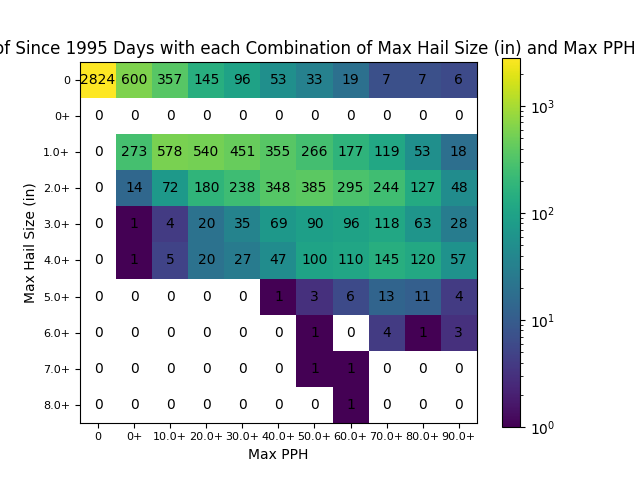 of Since 1995 Days with each Combination of Max Hail Size (in) and Max PPH
0 2824 600 357 145 96 53 33 19 7 7 6
0+ 0 0 0 0 0 0 0 0 0 0 0
1.0+ 0 273 578 540 451 355 266 177 119 53 18
2.0+ 0 14 72 180 238 348 385 295 244 127 48
3.0+ 0 1 4 20 35 69 90 96 118 63 28
4.0+ 0 1 5 20 27 47 100 110 145 120 57
5.0+ 0 0 0 0 0 1 3 6 13 11 4
6.0+ 0 0 0 0 0 0 1 0 4 1 3
7.0+ 0 0 0 0 0 0 1 1 0 0 0
8.0+ 0 0 0 0 0 0 0 1 0 0 0
0 0+ 10.0+ 20.0+ 30.0+ 40.0+ 50.0+ 60.0+ 70.0+ 80.0+ 90.0+
Max PPH
Max Hail Size (in)
10³
10²
10¹
10⁰